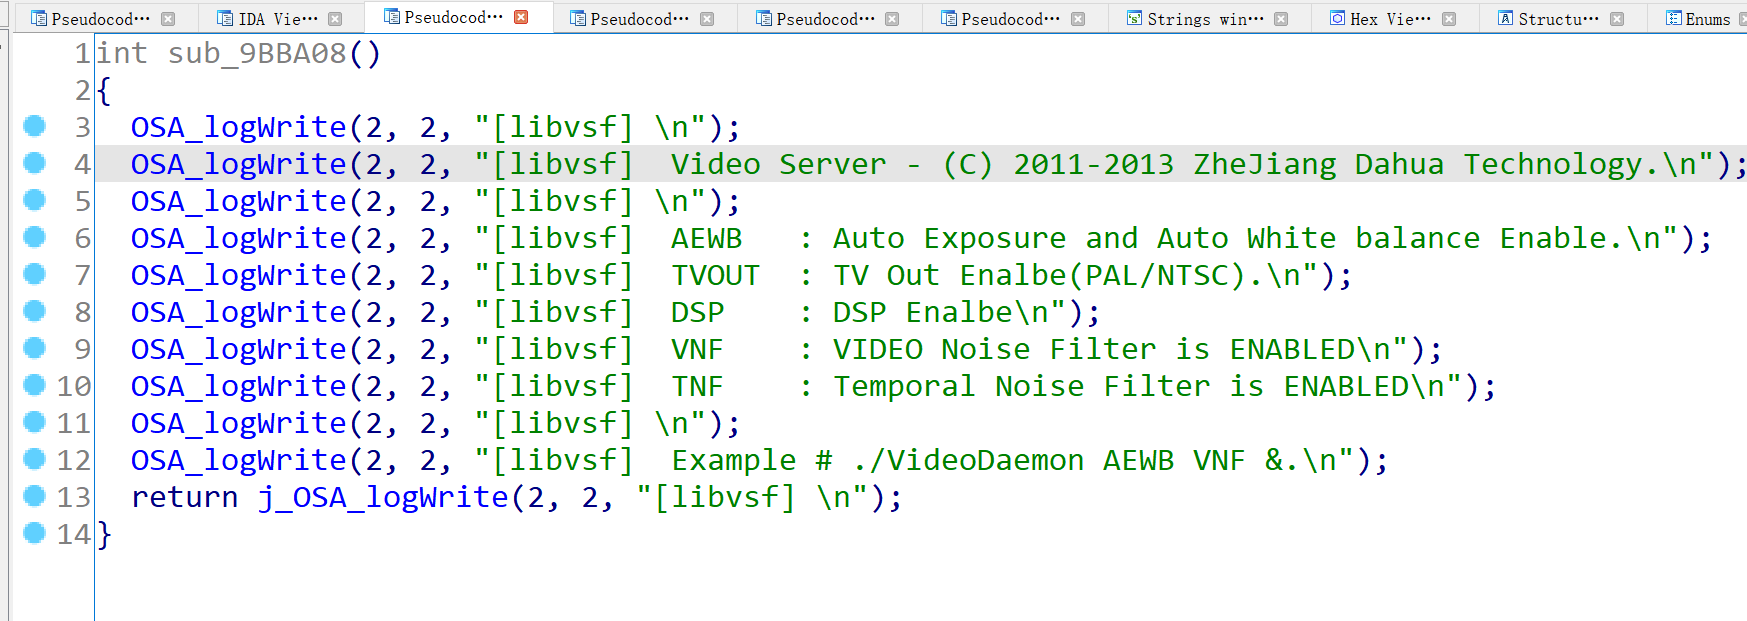 Pseudocod··· IDA Vie··· Pseudocod··· Pseudocod··· Pseudocod··· Pseudocod··· Strings win··· Hex Vie··· Structu··· Enums
1 int sub_9BBA08()
2 {
3   OSA_logWrite(2, 2, "[libvsf] \n");
4   OSA_logWrite(2, 2, "[libvsf]  Video Server - (C) 2011-2013 ZheJiang Dahua Technology.\n");
5   OSA_logWrite(2, 2, "[libvsf] \n");
6   OSA_logWrite(2, 2, "[libvsf]  AEWB   : Auto Exposure and Auto White balance Enable.\n");
7   OSA_logWrite(2, 2, "[libvsf]  TVOUT  : TV Out Enalbe(PAL/NTSC).\n");
8   OSA_logWrite(2, 2, "[libvsf]  DSP    : DSP Enalbe\n");
9   OSA_logWrite(2, 2, "[libvsf]  VNF    : VIDEO Noise Filter is ENABLED\n");
10   OSA_logWrite(2, 2, "[libvsf]  TNF    : Temporal Noise Filter is ENABLED\n");
11   OSA_logWrite(2, 2, "[libvsf] \n");
12   OSA_logWrite(2, 2, "[libvsf]  Example # ./VideoDaemon AEWB VNF &.\n");
13   return j_OSA_logWrite(2, 2, "[libvsf] \n");
14 }